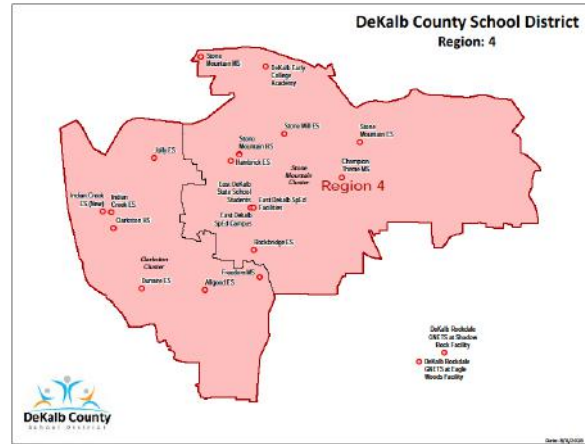 DeKalb County School District
Region: 4
Stone
Mountain MS
DeKalb Early
College
Academy
Stone Mill ES
Stone
Mountain ES
Stone
Mountain HS
Jolly ES
Hambrick ES
Stone
Mountain
Cluster
Champion
Theme MS
Region 4
East DeKalb
State School
Students
East DeKalb SpEd
Facilities
East DeKalb
SpEd Campus
Indian Creek
ES (New)
Indian
Creek ES
Clarkston HS
Rockbridge ES
Clarkston
Cluster
Freedom MS
Dunaire ES
Allgood ES
DeKalb Rockdale
GNETS at Shadow
Rock Facility
DeKalb Rockdale
GNETS at Eagle
Woods Facility
DeKalb County
School District